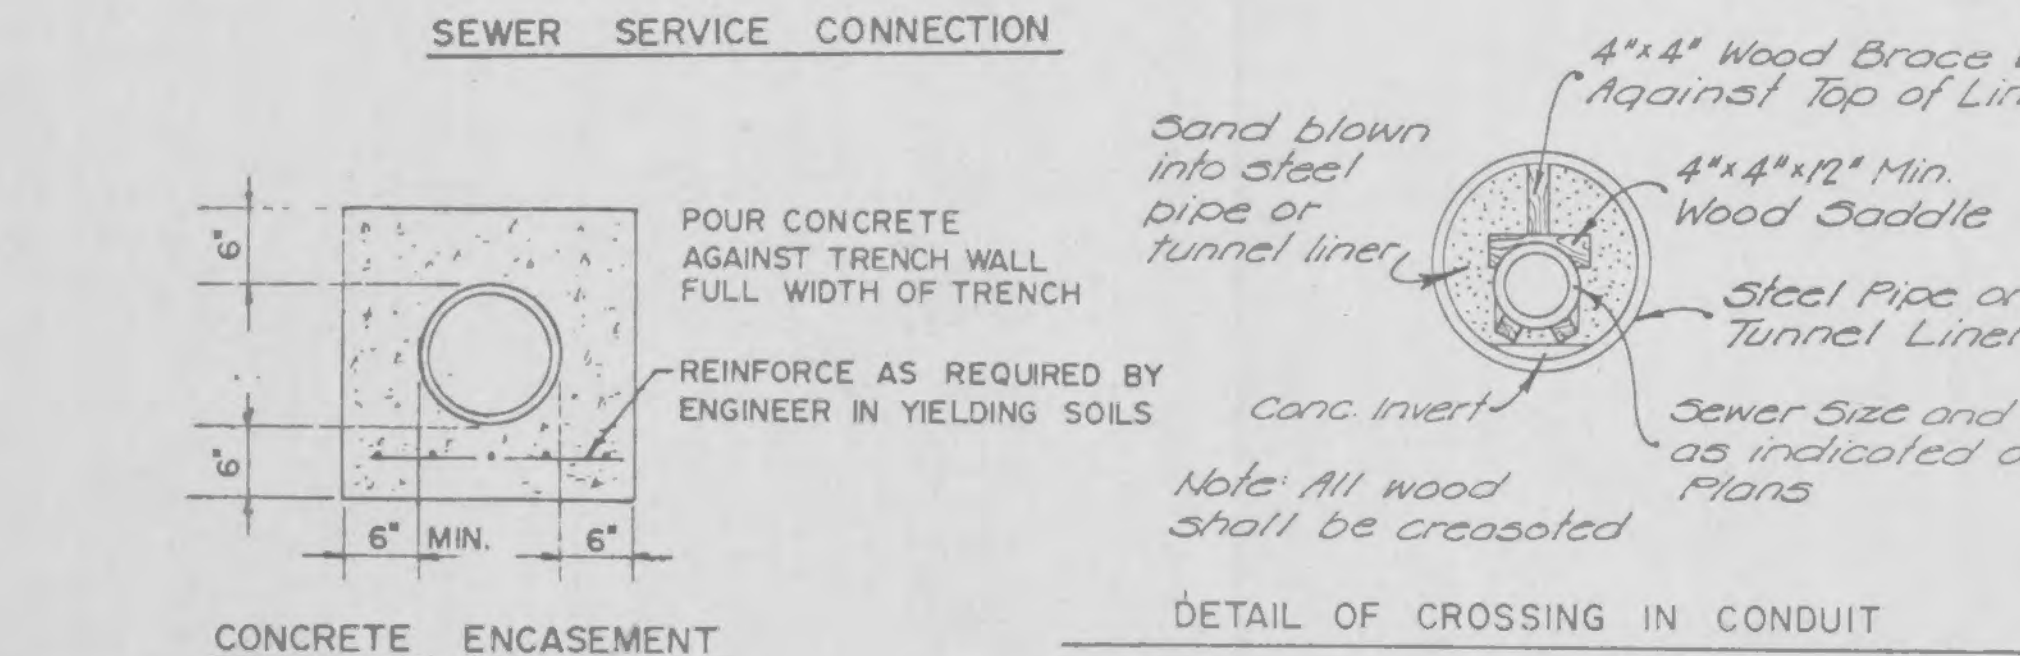 SEWER SERVICE CONNECTION
6"
6"
6" MIN.
6"
POUR CONCRETE
AGAINST TRENCH WALL
FULL WIDTH OF TRENCH
REINFORCE AS REQUIRED BY
ENGINEER IN YIELDING SOILS
CONCRETE ENCASEMENT
4"x4" Wood Brace
Against Top of
Sand blown
into steel
pipe or
tunnel liner
4"x4"x12" Min.
Wood Saddle
Steel Pipe or
Tunnel Liner
Conc. Invert
Sewer Size and
as indicated
Plans
Note: All wood
shall be creasoted
DETAIL OF CROSSING IN CONDUIT